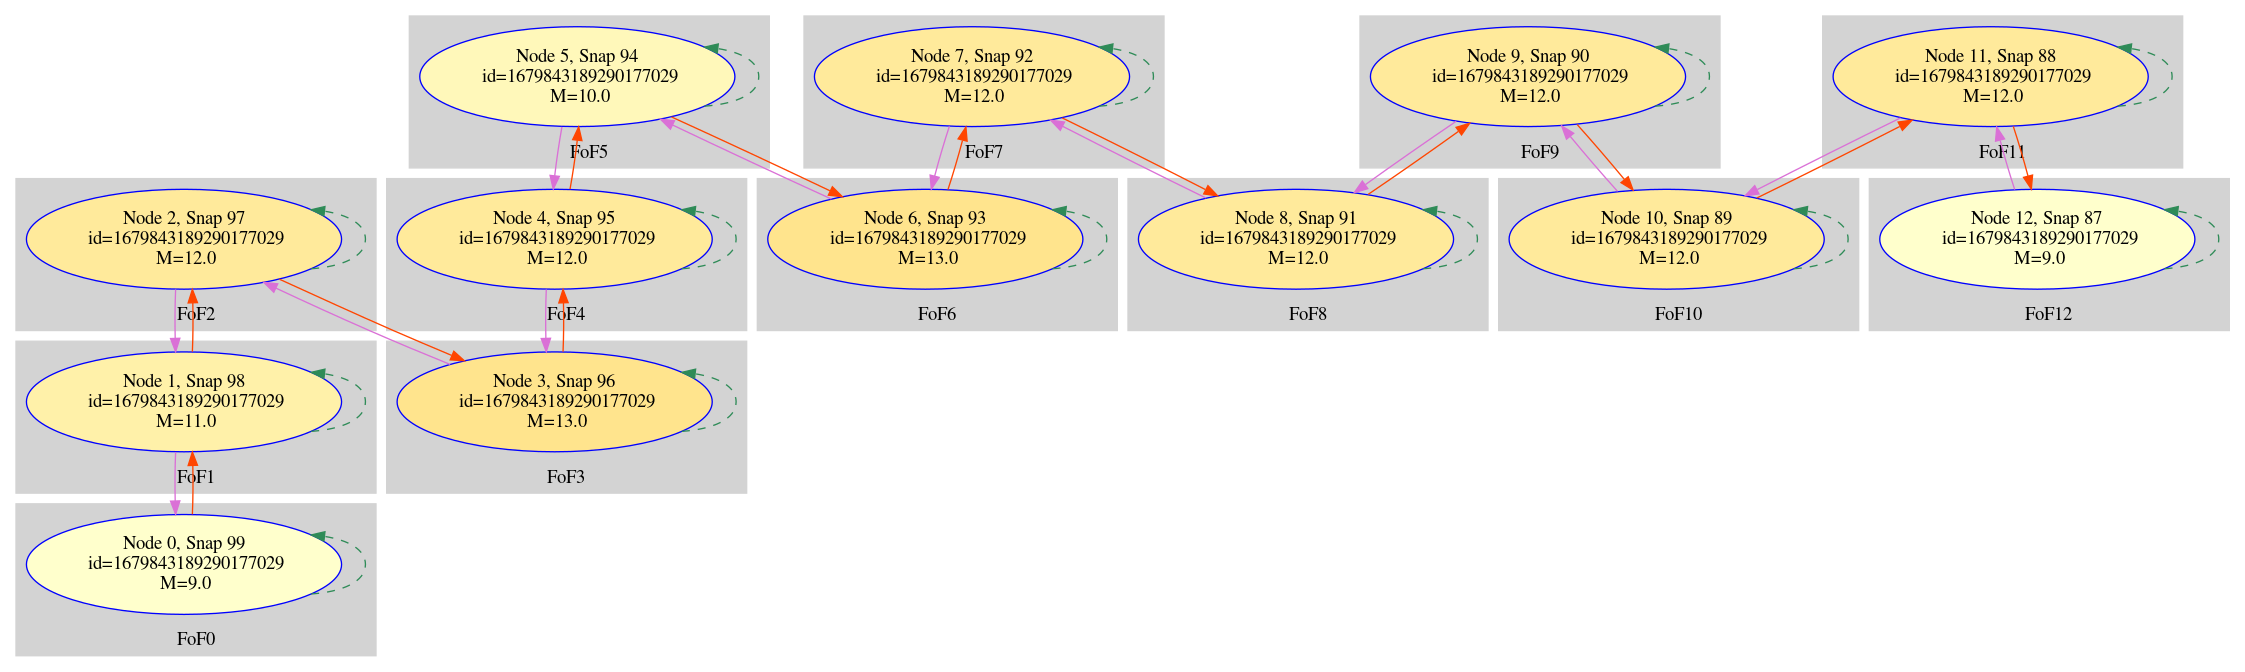 Node 5, Snap 94
id=1679843189290177029
M=10.0
FoF5
Node 7, Snap 92
id=1679843189290177029
M=12.0
FoF7
Node 9, Snap 90
id=1679843189290177029
M=12.0
FoF9
Node 11, Snap 88
id=1679843189290177029
M=12.0
FoF11
Node 2, Snap 97
id=1679843189290177029
M=12.0
FoF2
Node 4, Snap 95
id=1679843189290177029
M=12.0
FoF4
Node 6, Snap 93
id=1679843189290177029
M=13.0
FoF6
Node 8, Snap 91
id=1679843189290177029
M=12.0
FoF8
Node 10, Snap 89
id=1679843189290177029
M=12.0
FoF10
Node 12, Snap 87
id=1679843189290177029
M=9.0
FoF12
Node 1, Snap 98
id=1679843189290177029
M=11.0
FoF1
Node 3, Snap 96
id=1679843189290177029
M=13.0
FoF3
Node 0, Snap 99
id=1679843189290177029
M=9.0
FoF0